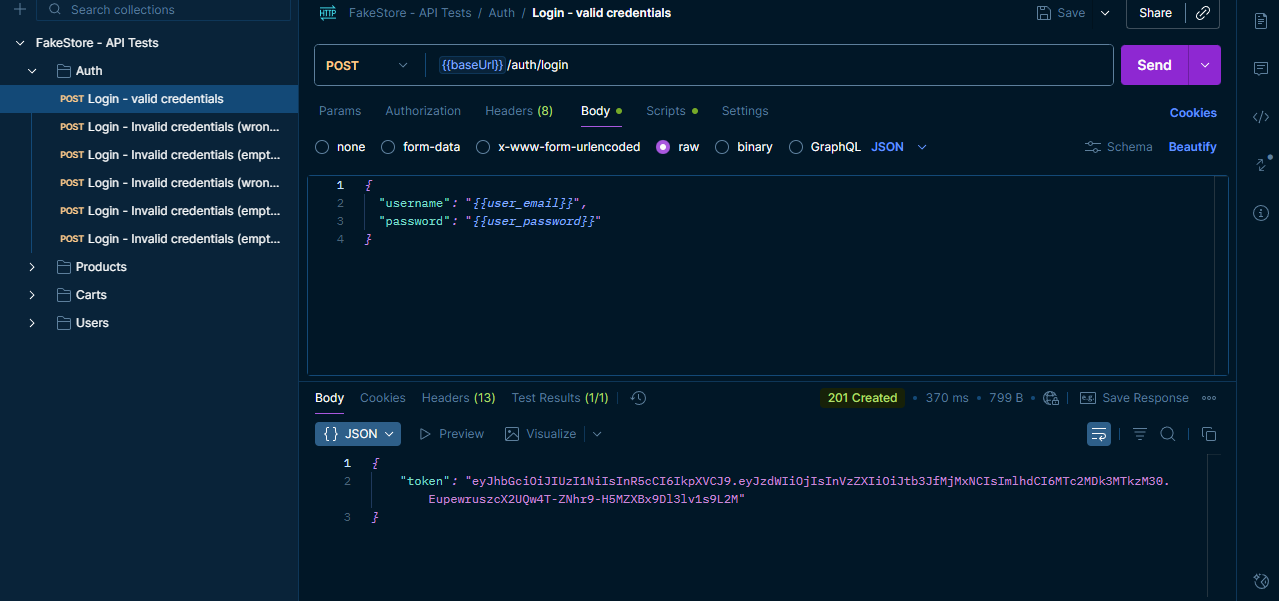 Search collections
FakeStore - API Tests
Auth
POST Login - valid credentials
POST Login - Invalid credentials (wron...
POST Login - Invalid credentials (empt...
POST Login - Invalid credentials (wron...
POST Login - Invalid credentials (empt...
POST Login - Invalid credentials (empt...
Products
Carts
Users
HTTP FakeStore - API Tests / Auth / Login - valid credentials
Save Share
POST {{baseUrl}}/auth/login Send
Params Authorization Headers (8) Body Scripts Settings Cookies
none form-data x-www-form-urlencoded raw binary GraphQL JSON Schema Beautify
1 {
2 "username": "{{user_email}}",
3 "password": "{{user_password}}"
4 }
Body Cookies Headers (13) Test Results (1/1) 201 Created • 370 ms • 799 B • e.g. Save Response
{} JSON Preview Visualize
1 {
2 "token": "eyJhbGciOiJIUzI1NiIsInR5cCI6IkpXVCJ9.eyJzdWIiOjIsInVzZXIiOiJtb3JfMjMxNCIsImlhdCI6MTc2MDk3MTkzM30.
EupewruszcX2UQw4T-ZNhr9-H5MZXBx9Dl3lv1s9L2M"
3 }